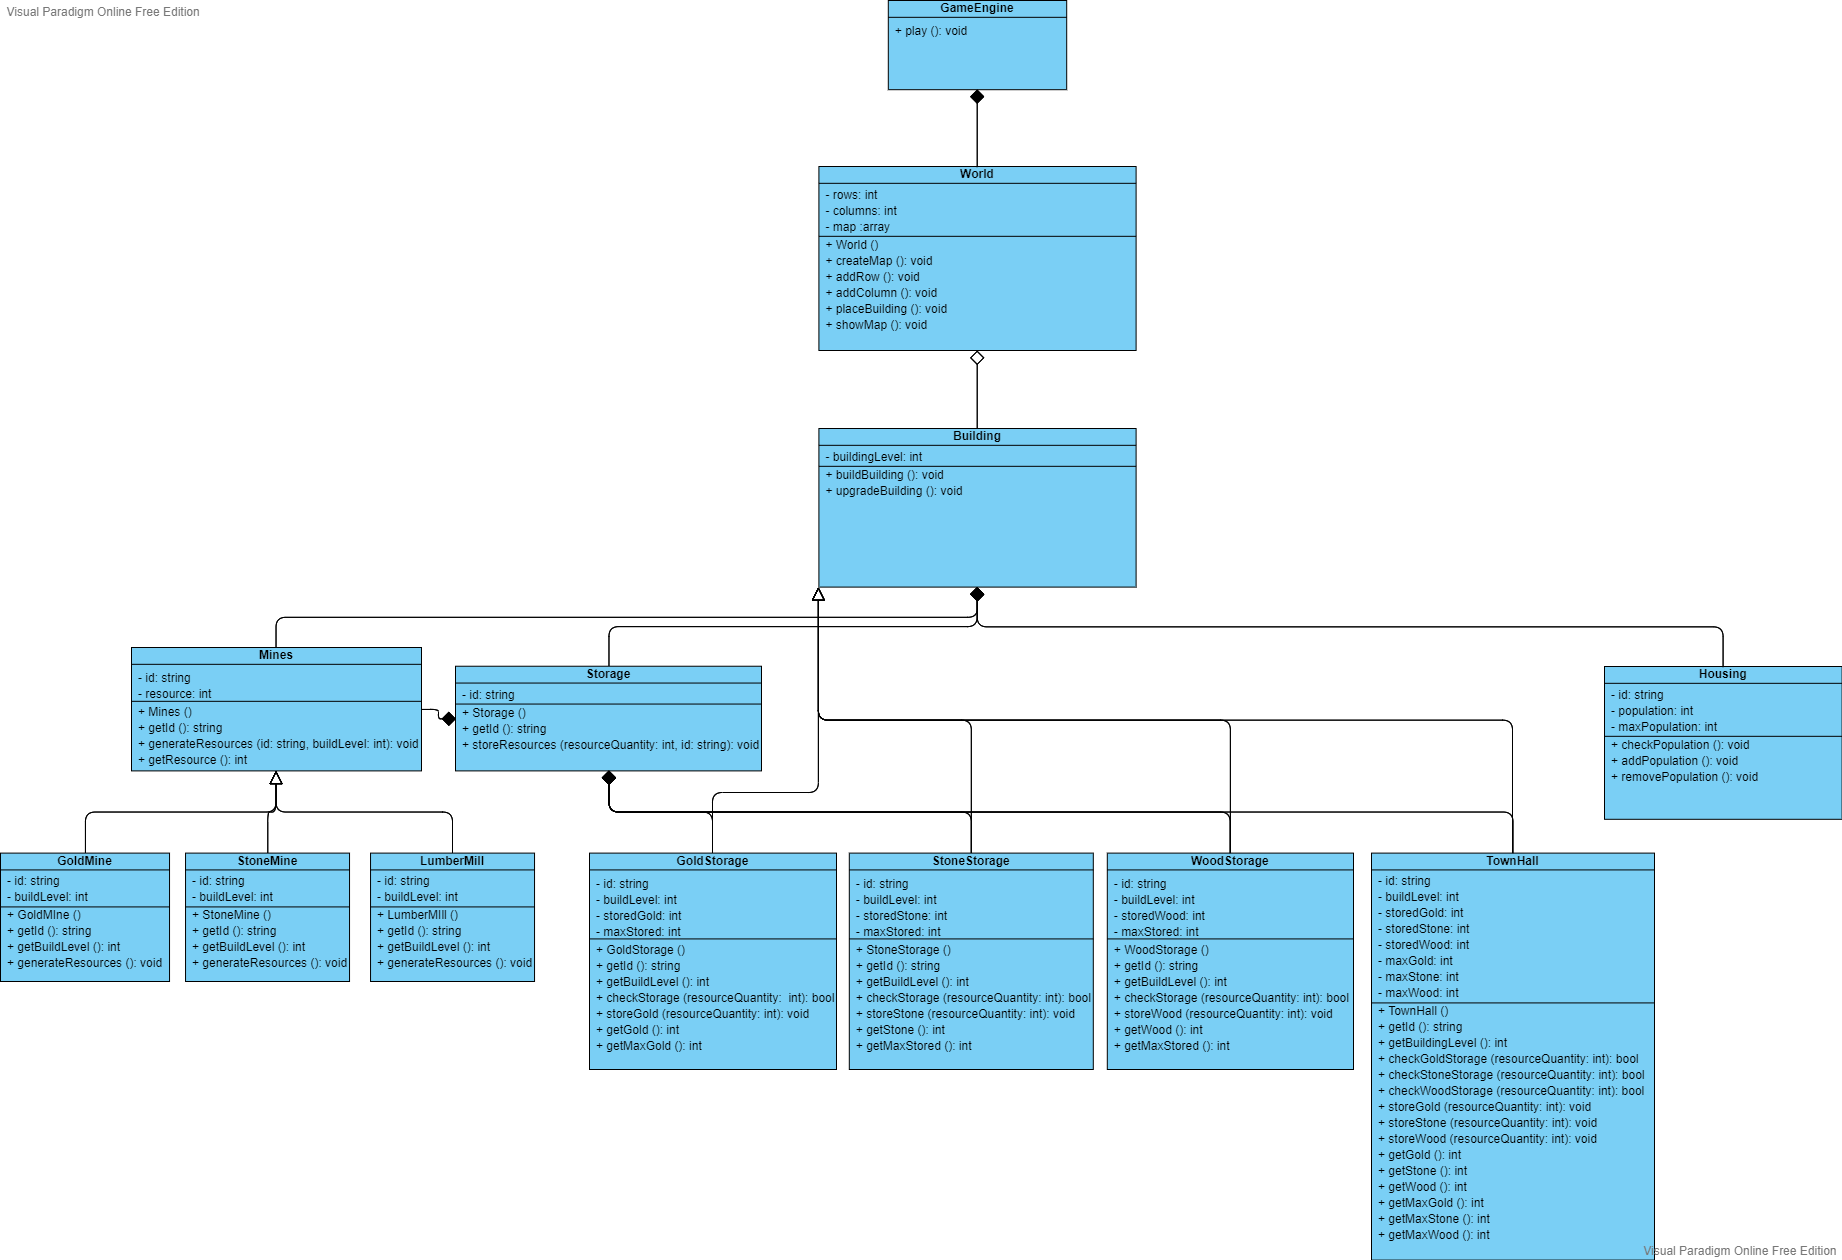 Visual Paradigm Online Free Edition
GameEngine
+ play (): void
World
- rows: int
- columns: int
- map :array
+ World ()
+ createMap (): void
+ addRow (): void
+ addColumn (): void
+ placeBuilding (): void
+ showMap (): void
Building
- buildingLevel: int
+ buildBuilding (): void
+ upgradeBuilding (): void
Mines
- id: string
- resource: int
+ Mines ()
+ getId (): string
+ generateResources (id: string, buildLevel: int): void
+ getResource (): int
Storage
- id: string
+ Storage ()
+ getId (): string
+ storeResources (resourceQuantity: int, id: string): void
Housing
- id: string
- population: int
- maxPopulation: int
+ checkPopulation (): void
+ addPopulation (): void
+ removePopulation (): void
GoldMine
- id: string
- buildLevel: int
+ GoldMIne ()
+ getId (): string
+ getBuildLevel (): int
+ generateResources (): void
StoneMine
- id: string
- buildLevel: int
+ StoneMine ()
+ getId (): string
+ getBuildLevel (): int
+ generateResources (): void
LumberMill
- id: string
- buildLevel: int
+ LumberMIll ()
+ getId (): string
+ getBuildLevel (): int
+ generateResources (): void
GoldStorage
- id: string
- buildLevel: int
- storedGold: int
- maxStored: int
+ GoldStorage ()
+ getId (): string
+ getBuildLevel (): int
+ checkStorage (resourceQuantity:  int): bool
+ storeGold (resourceQuantity: int): void
+ getGold (): int
+ getMaxGold (): int
StoneStorage
- id: string
- buildLevel: int
- storedStone: int
- maxStored: int
+ StoneStorage ()
+ getId (): string
+ getBuildLevel (): int
+ checkStorage (resourceQuantity: int): bool
+ storeStone (resourceQuantity: int): void
+ getStone (): int
+ getMaxStored (): int
WoodStorage
- id: string
- buildLevel: int
- storedWood: int
- maxStored: int
+ WoodStorage ()
+ getId (): string
+ getBuildLevel (): int
+ checkStorage (resourceQuantity: int): bool
+ storeWood (resourceQuantity: int): void
+ getWood (): int
+ getMaxStored (): int
TownHall
- id: string
- buildLevel: int
- storedGold: int
- storedStone: int
- storedWood: int
- maxGold: int
- maxStone: int
- maxWood: int
+ TownHall ()
+ getId (): string
+ getBuildingLevel (): int
+ checkGoldStorage (resourceQuantity: int): bool
+ checkStoneStorage (resourceQuantity: int): bool
+ checkWoodStorage (resourceQuantity: int): bool
+ storeGold (resourceQuantity: int): void
+ storeStone (resourceQuantity: int): void
+ storeWood (resourceQuantity: int): void
+ getGold (): int
+ getStone (): int
+ getWood (): int
+ getMaxGold (): int
+ getMaxStone (): int
+ getMaxWood (): int
Visual Paradigm Online Free Edition